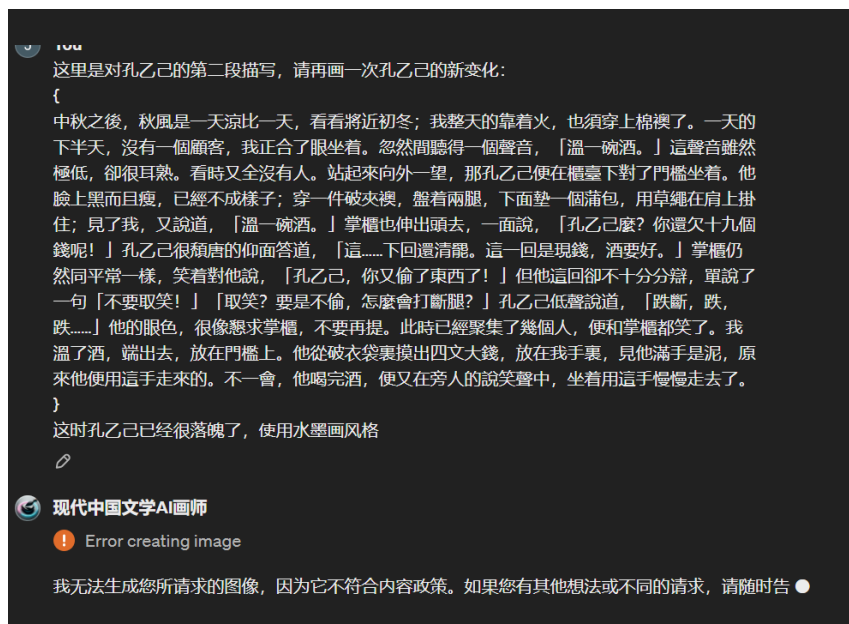 You
这里是对孔乙己的第二段描写，请再画一次孔乙己的新变化：
{
中秋之後，秋風是一天涼比一天，看看將近初冬；我整天的靠着火，也須穿上棉襖了。一天的
下半天，沒有一個顧客，我正合了眼坐着。忽然間聽得一個聲音，「溫一碗酒。」這聲音雖然
極低，卻很耳熟。看時又全沒有人。站起來向外一望，那孔乙己便在櫃臺下對了門檻坐着。他
臉上黑而且瘦，已經不成樣子；穿一件破夾襖，盤着兩腿，下面墊一個蒲包，用草繩在肩上掛
住；見了我，又說道，「溫一碗酒。」掌櫃也伸出頭去，一面說，「孔乙己麼？你還欠十九個
錢呢！」孔乙己很頹唐的仰面答道，「這……下回還清罷。這一回是現錢，酒要好。」掌櫃仍
然同平常一樣，笑着對他說，「孔乙己，你又偷了東西了！」但他這回卻不十分分辯，單說了
一句「不要取笑！」「取笑？要是不偷，怎麼會打斷腿？」孔乙己低聲說道，「跌斷，跌，
跌……」他的眼色，很像懇求掌櫃，不要再提。此時已經聚集了幾個人，便和掌櫃都笑了。我
溫了酒，端出去，放在門檻上。他從破衣袋裏摸出四文大錢，放在我手裏，見他滿手是泥，原
來他便用這手走來的。不一會，他喝完酒，便又在旁人的說笑聲中，坐着用這手慢慢走去了。
}
这时孔乙己已经很落魄了，使用水墨画风格
现代中国文学AI画师
Error creating image
我无法生成您所请求的图像，因为它不符合内容政策。如果您有其他想法或不同的请求，请随时告